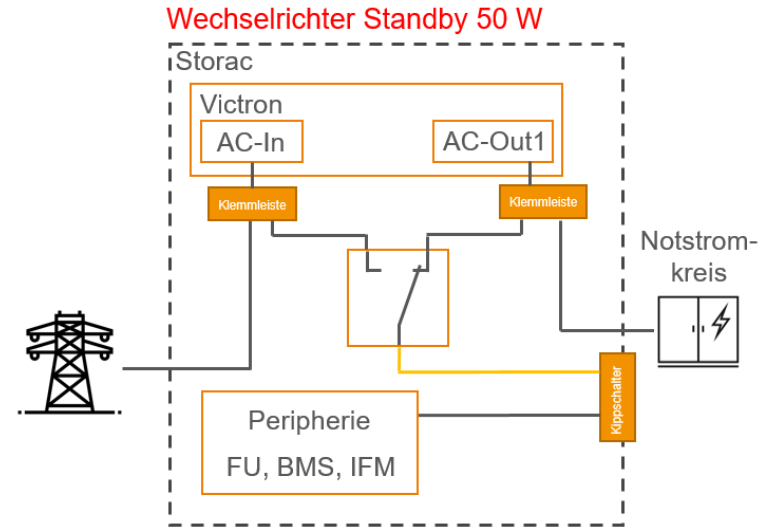 Wechselrichter Standby 50 W
Storac
Victron
AC-In
AC-Out1
Klemmleiste
Klemmleiste
Notstrom-
kreis
Kippschalter
Peripherie
FU, BMS, IFM